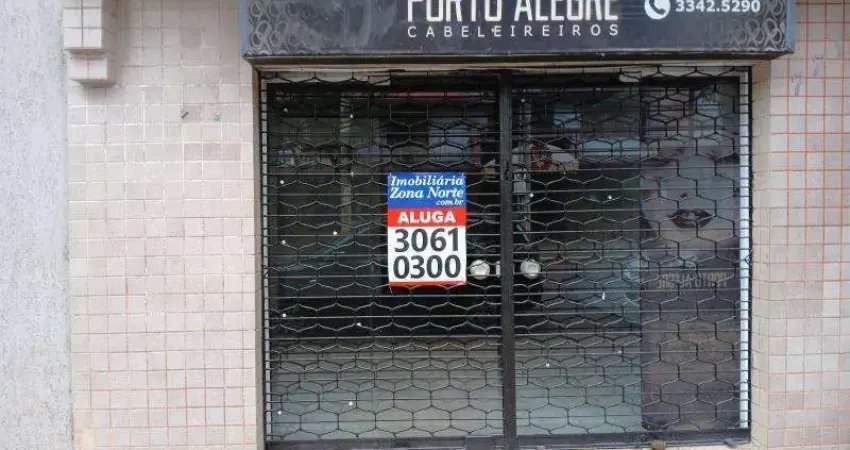 PORTO ALEGRE
3342.5290
CABELEIREIROS
Imobiliária
Zona Norte
.com.br
ALUGA
3061
0300